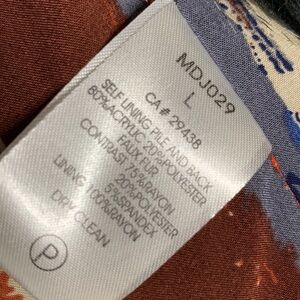 MDJ029
L
CA# 29438
SELF LINING PILE AND BACK
80%ACRYLIC 20%POLYESTER
FAUX FUR
CONTRAST 75%RAYON
20%POLYESTER
5%SPANDEX
LINING 100%RAYON
DRY CLEAN
P